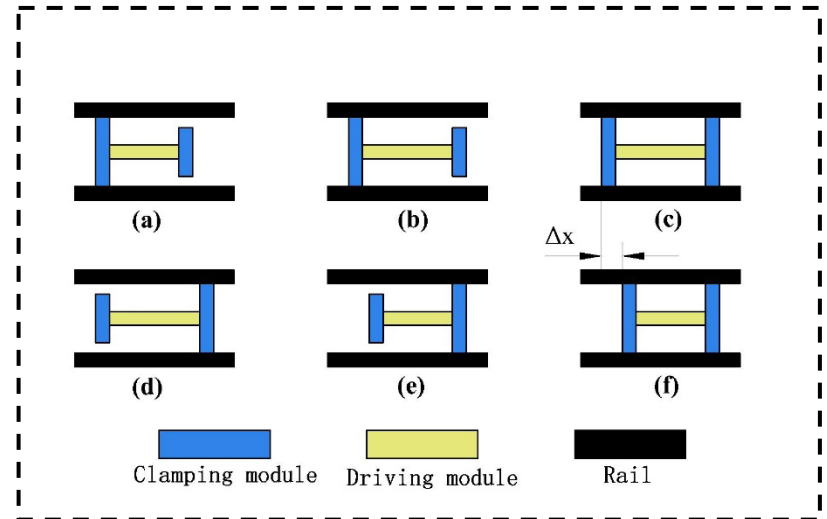 (a)
(b)
(c)
Δx
(d)
(e)
(f)
Clamping module
Driving module
Rail